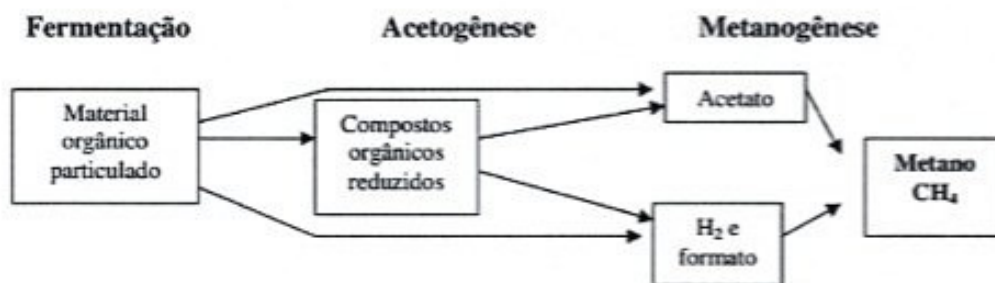 Fermentação
Acetogênese
Metanogênese
Material
orgânico
particulado
Compostos
orgânicos
reduzidos
Acetato
H₂ e
formato
Metano
CH₄